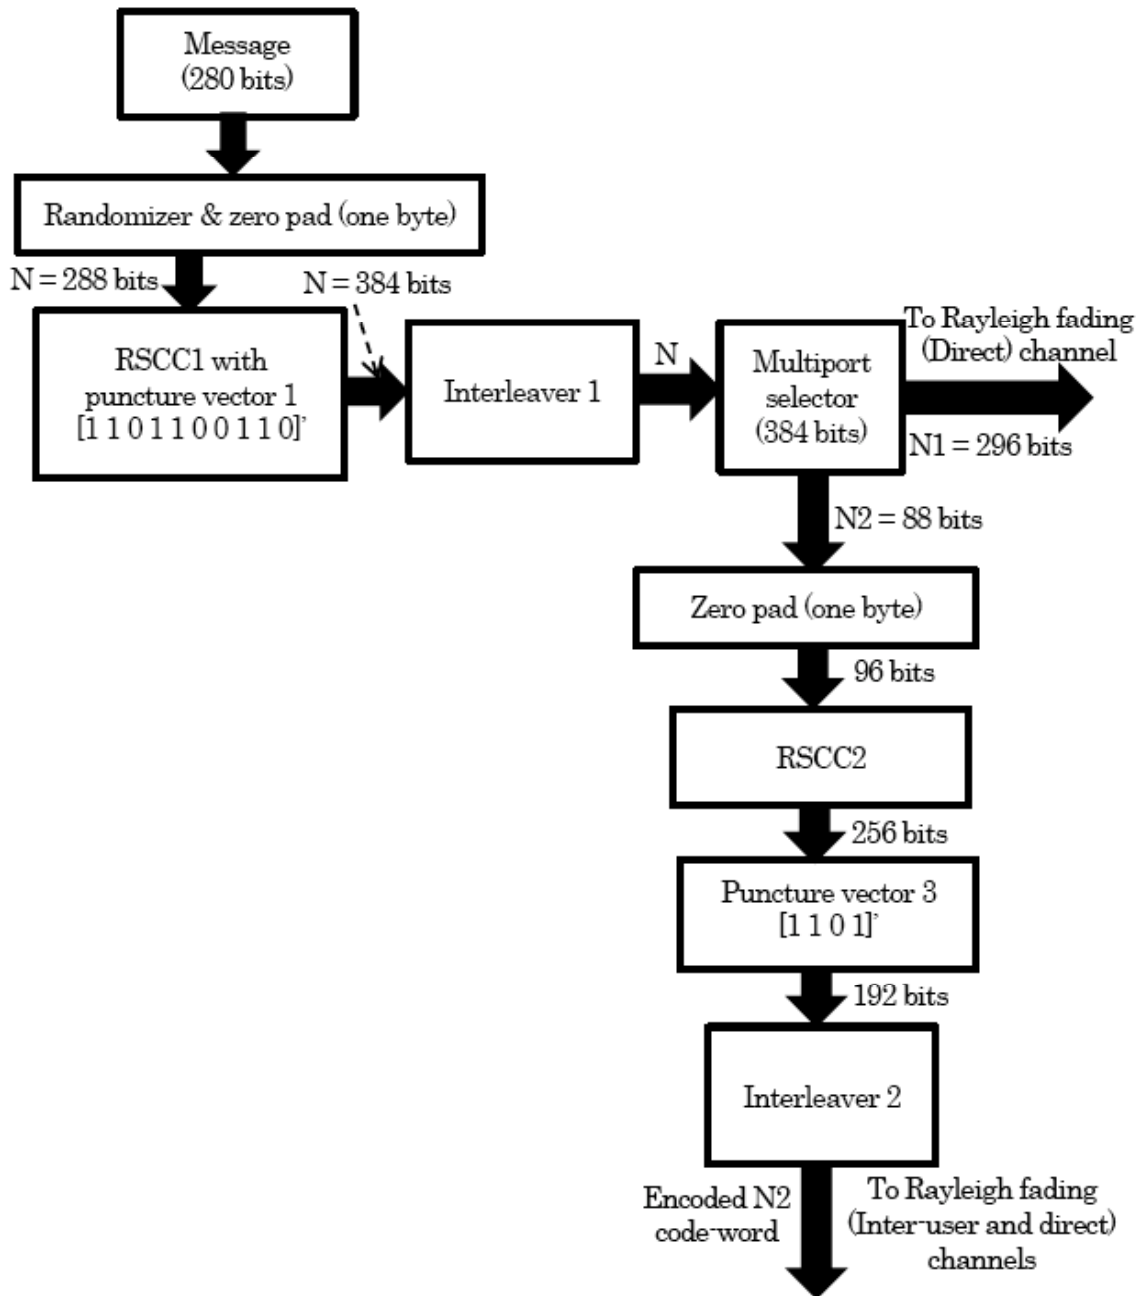 Message
(280 bits)
Randomizer & zero pad (one byte)
N = 288 bits
N = 384 bits
RSCC1 with
puncture vector 1
[1 1 0 1 1 0 0 1 1 0]'
Interleaver 1
N
Multiport
selector
(384 bits)
To Rayleigh fading
(Direct) channel
N1 = 296 bits
N2 = 88 bits
Zero pad (one byte)
96 bits
RSCC2
256 bits
Puncture vector 3
[1 1 0 1]'
192 bits
Interleaver 2
Encoded N2
code-word
To Rayleigh fading
(Inter-user and direct)
channels